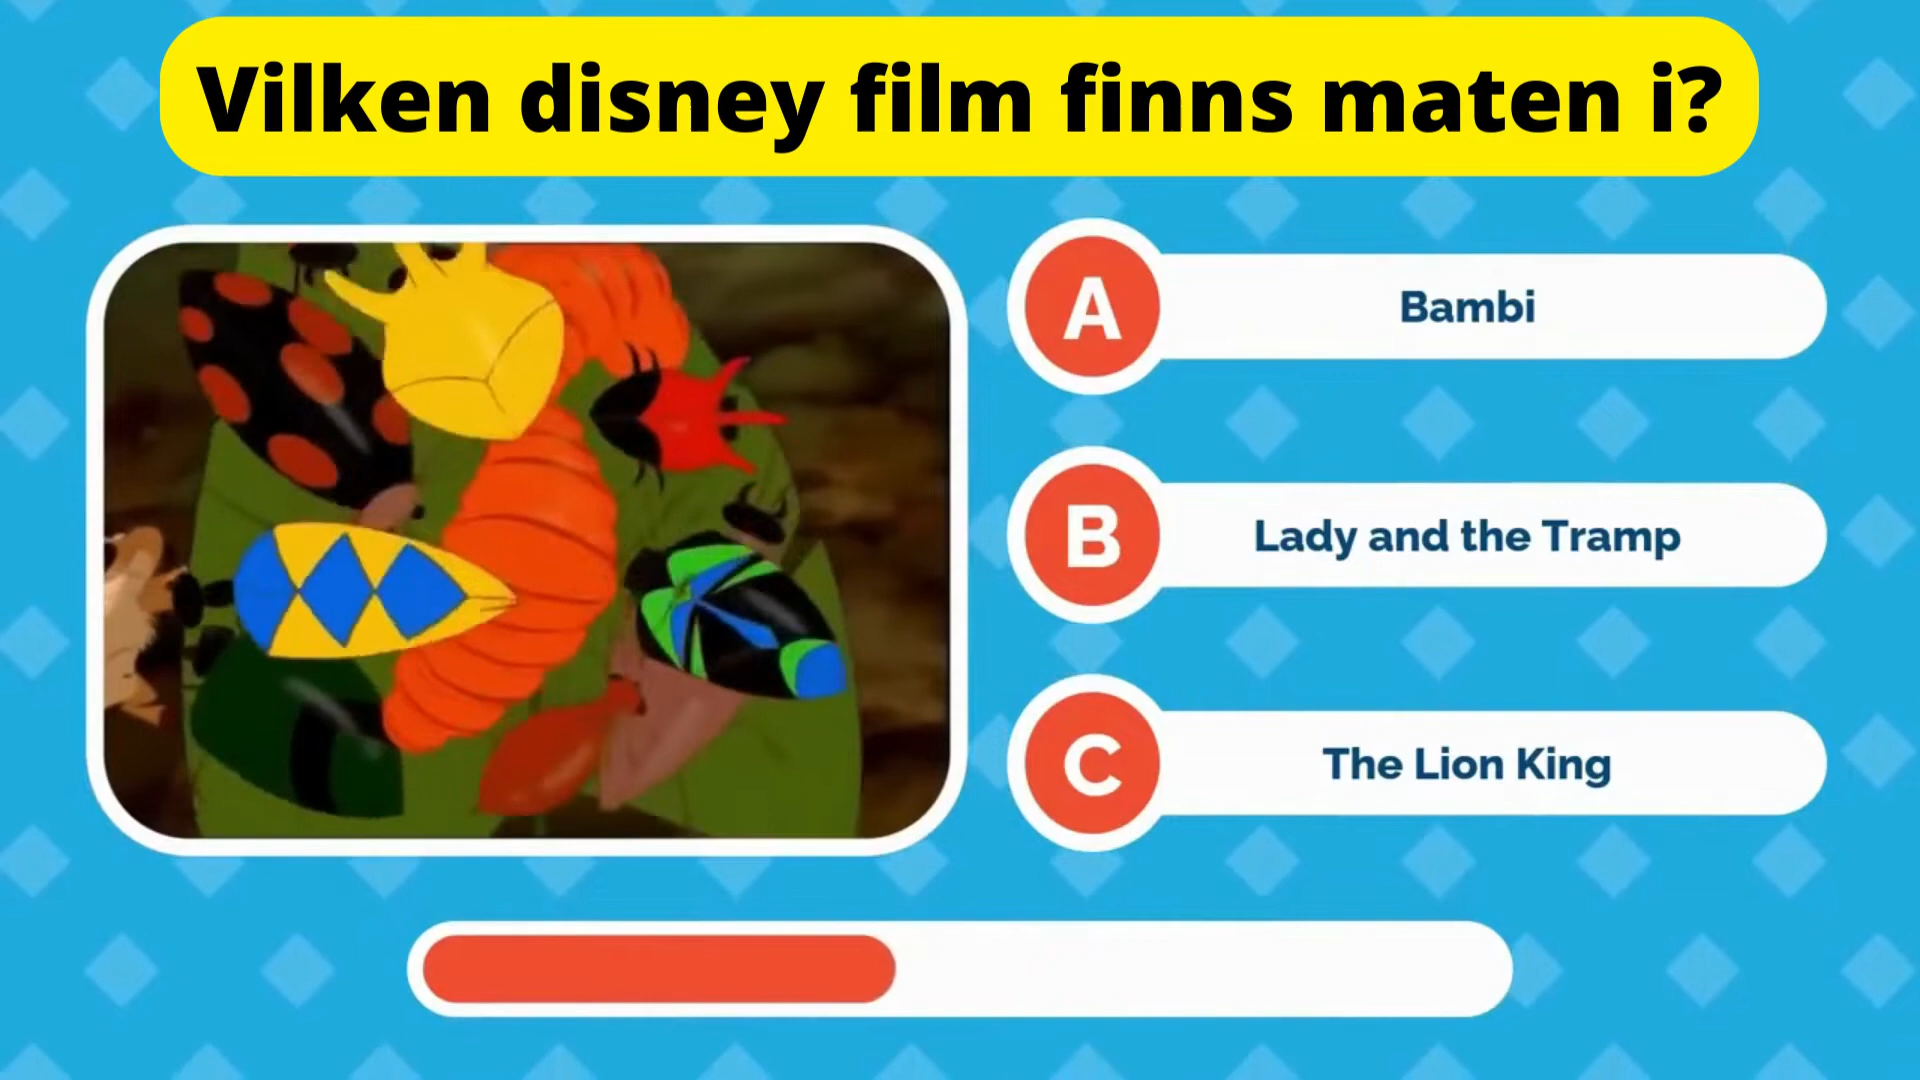 Vilken disney film finns maten i?
A
Bambi
B
Lady and the Tramp
C
The Lion King